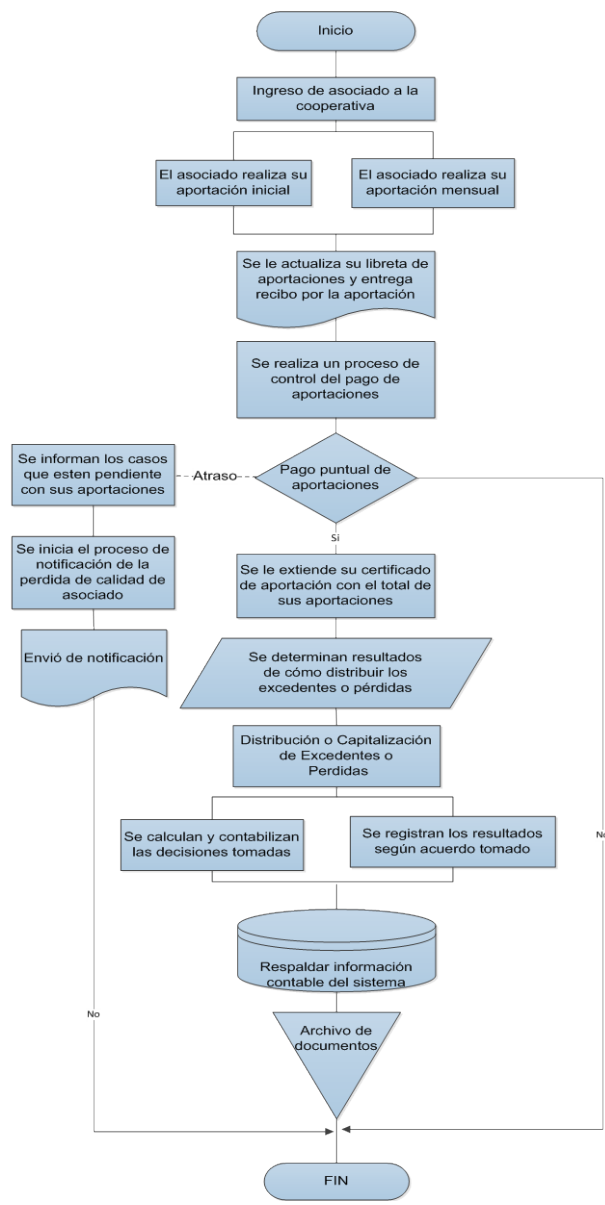 Inicio
Ingreso de asociado a la
cooperativa
El asociado realiza su
aportación inicial
El asociado realiza su
aportación mensual
Se le actualiza su libreta de
aportaciones y entrega
recibo por la aportación
Se realiza un proceso de
control del pago de
aportaciones
Pago puntual de
aportaciones
Atraso
Se informan los casos
que esten pendiente
con sus aportaciones
Se inicia el proceso de
notificación de la
perdida de calidad de
asociado
Envió de notificación
Si
Se le extiende su certificado
de aportación con el total de
sus aportaciones
Se determinan resultados
de cómo distribuir los
excedentes o pérdidas
Distribución o Capitalización
de Excedentes o
Perdidas
Se calculan y contabilizan
las decisiones tomadas
Se registran los resultados
según acuerdo tomado
No
Respaldar información
contable del sistema
No
Archivo de
documentos
FIN